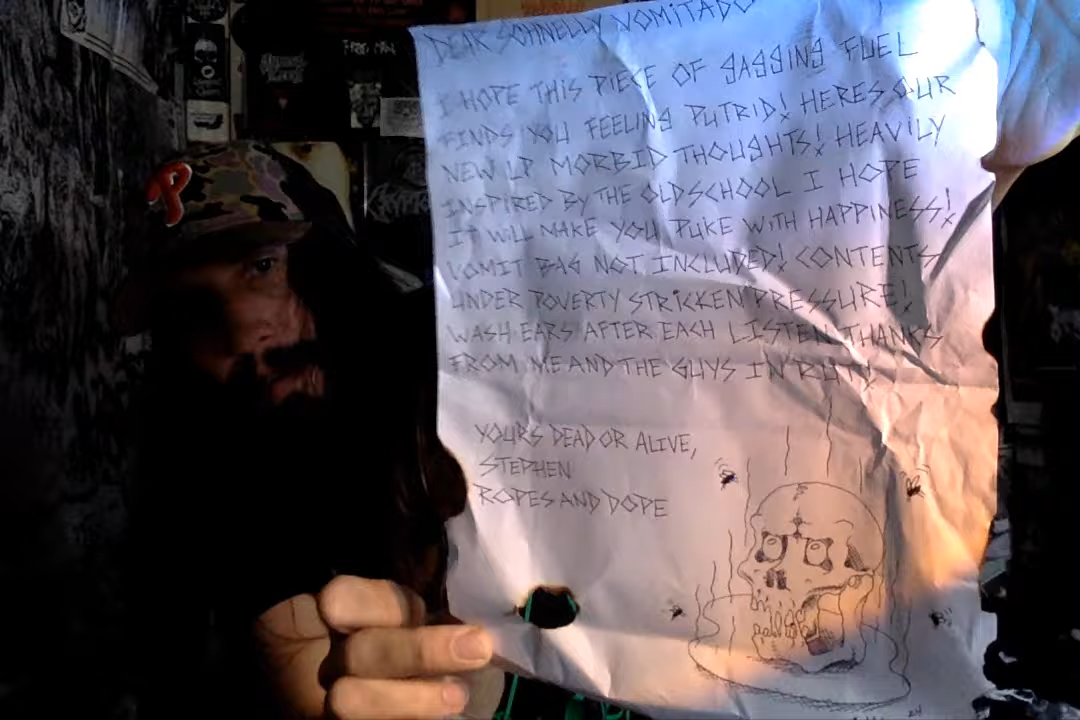 DEAR SCHNELLY VOMITADO
I HOPE THIS PIECE OF GAGGING FUEL
FINDS YOU FEELING PUTRID! HERES OUR
NEW LP MORBID THOUGHTS! HEAVILY
INSPIRED BY THE OLDSCHOOL I HOPE
IT WILL MAKE YOU PUKE WITH HAPPINESS!
VOMIT BAG NOT INCLUDED! CONTENTS
UNDER POVERTY STRICKEN PRESSURE!
WASH EARS AFTER EACH LISTEN THANKS
FROM ME AND THE GUYS IN RUT!
YOURS DEAD OR ALIVE,
STEPHEN
ROPES AND DOPE
P